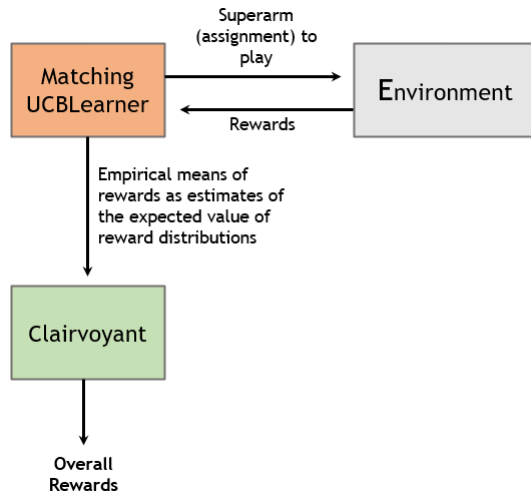 Superarm
(assignment) to
play
Matching
UCBLearner
Environment
Rewards
Empirical means of
rewards as estimates of
the expected value of
reward distributions
Clairvoyant
Overall
Rewards